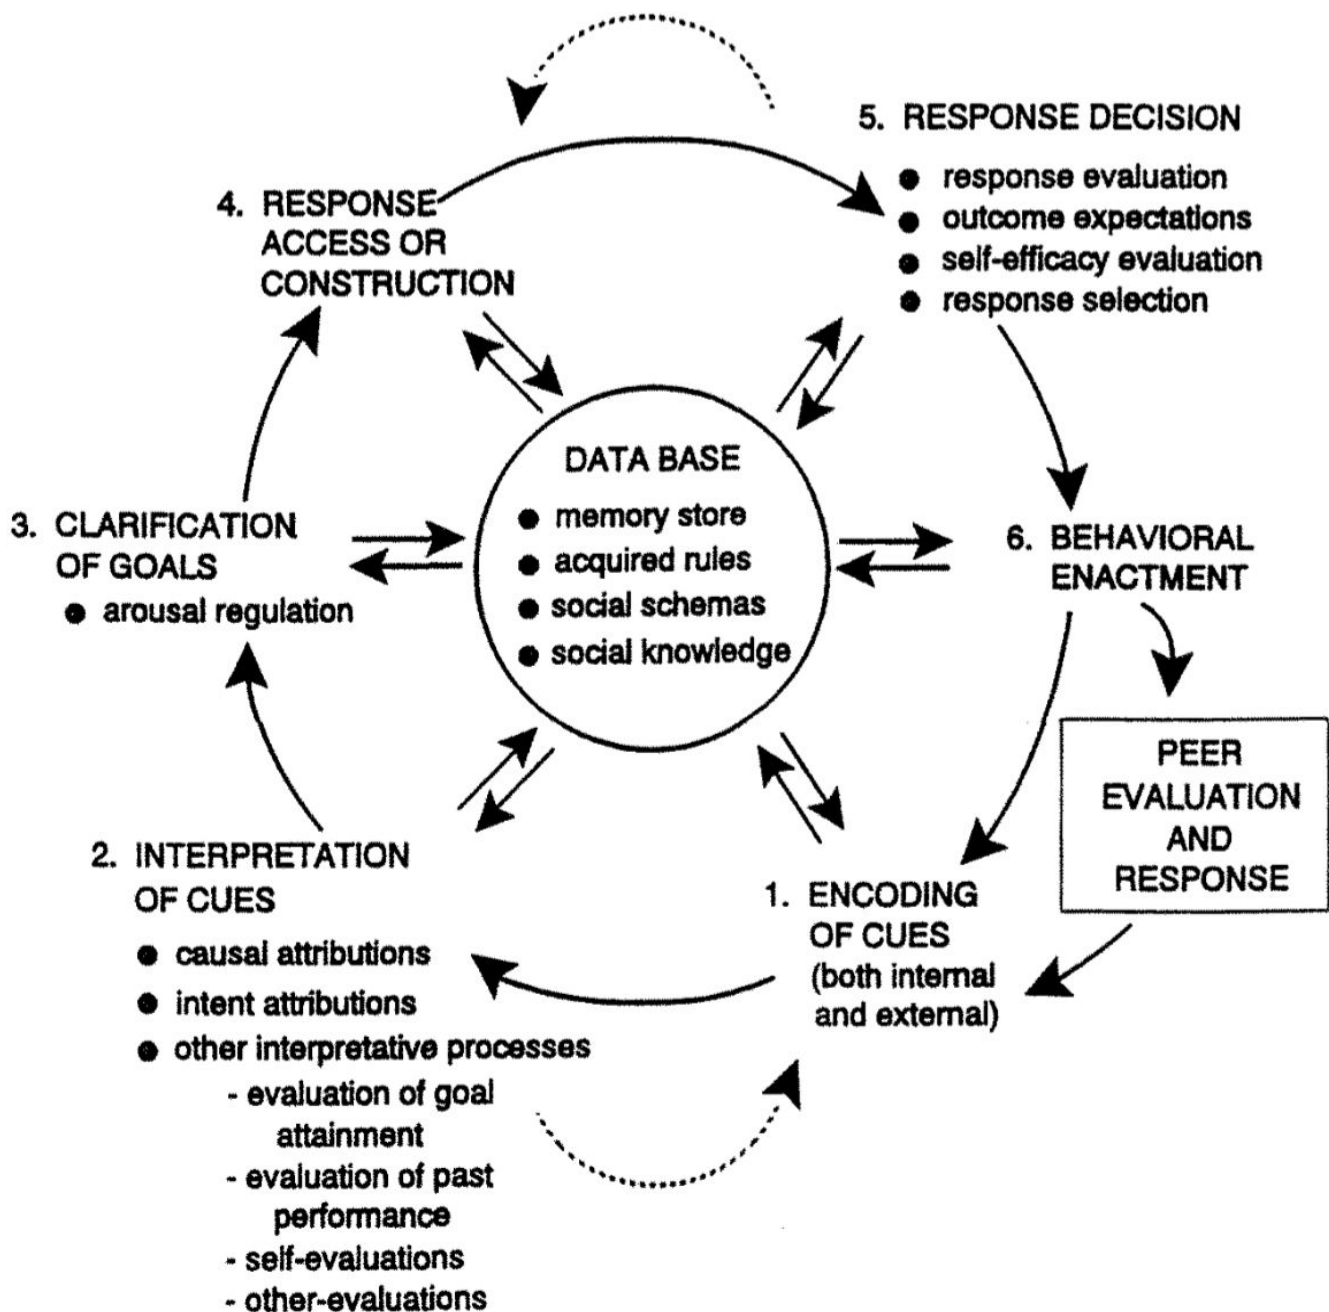 5. RESPONSE DECISION
● response evaluation
● outcome expectations
● self-efficacy evaluation
● response selection
4. RESPONSE
ACCESS OR
CONSTRUCTION
DATA BASE
● memory store
● acquired rules
● social schemas
● social knowledge
3. CLARIFICATION
OF GOALS
● arousal regulation
6. BEHAVIORAL
ENACTMENT
PEER
EVALUATION
AND
RESPONSE
2. INTERPRETATION
OF CUES
● causal attributions
● intent attributions
● other interpretative processes
- evaluation of goal
attainment
- evaluation of past
performance
- self-evaluations
- other-evaluations
1. ENCODING
OF CUES
(both internal
and external)